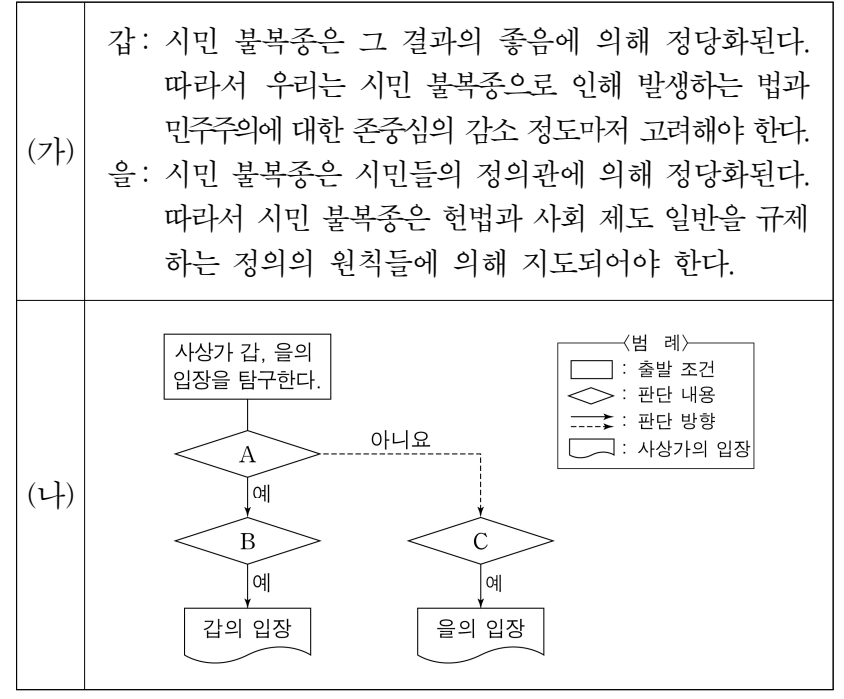 (가)
갑: 시민 불복종은 그 결과의 좋음에 의해 정당화된다.
따라서 우리는 시민 불복종으로 인해 발생하는 법과
민주주의에 대한 존중심의 감소 정도마저 고려해야 한다.
을: 시민 불복종은 시민들의 정의관에 의해 정당화된다.
따라서 시민 불복종은 헌법과 사회 제도 일반을 규제
하는 정의의 원칙들에 의해 지도되어야 한다.
(나)
사상가 갑, 을의
입장을 탐구한다.
〈범 례〉
: 출발 조건
: 판단 내용
: 판단 방향
: 사상가의 입장
A
아니요
예
B
C
예
예
갑의 입장
을의 입장